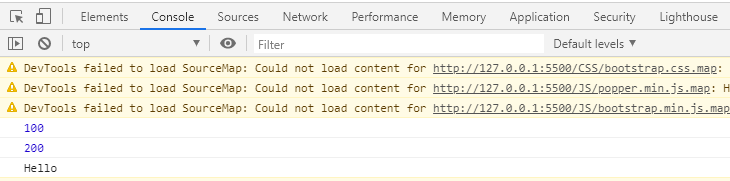 Elements Console Sources Network Performance Memory Application Security Lighthouse
top Filter Default levels
DevTools failed to load SourceMap: Could not load content for http://127.0.0.1:5500/CSS/bootstrap.css.map:
DevTools failed to load SourceMap: Could not load content for http://127.0.0.1:5500/JS/popper.min.js.map: H
DevTools failed to load SourceMap: Could not load content for http://127.0.0.1:5500/JS/bootstrap.min.js.map
100
200
Hello